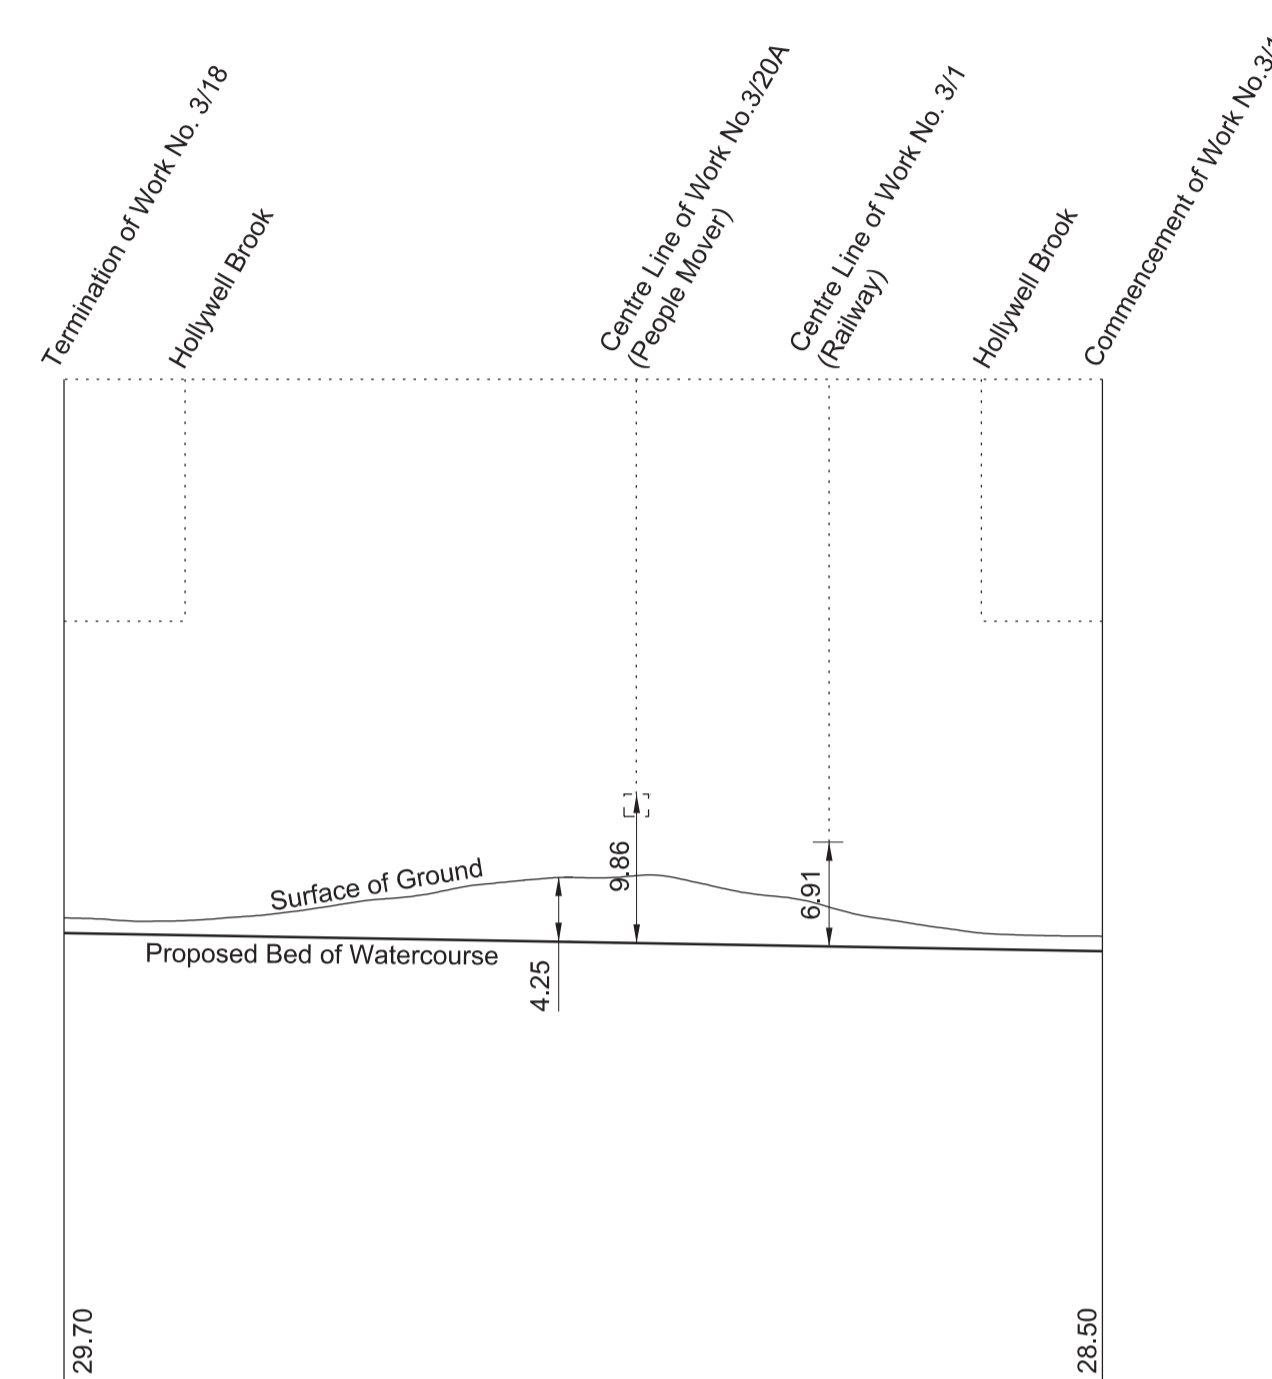 Termination of Work No. 3/18
Hollywell Brook
Centre Line of Work No.3/20A
(People Mover)
Centre Line of Work No. 3/1
(Railway)
Hollywell Brook
Commencement of Work
Surface of Ground
Proposed Bed of Watercourse
9.86
6.91
4.25
29.70
28.50